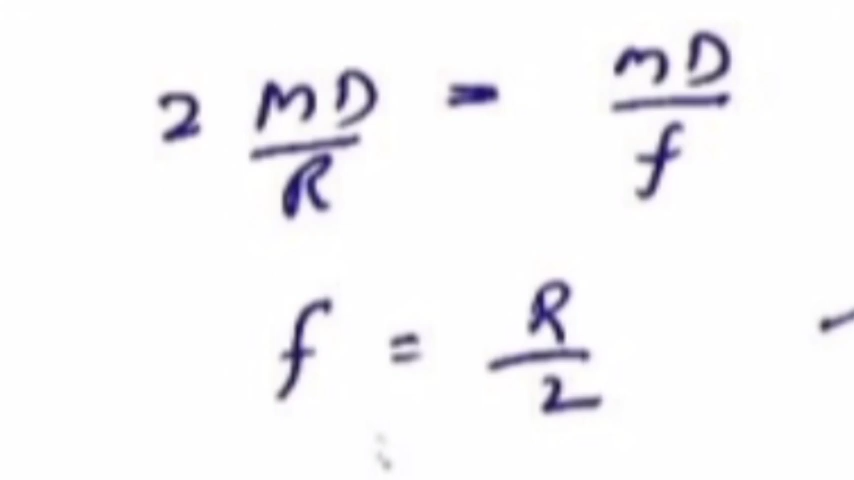 2 MD/R = MD/f
f = R/2